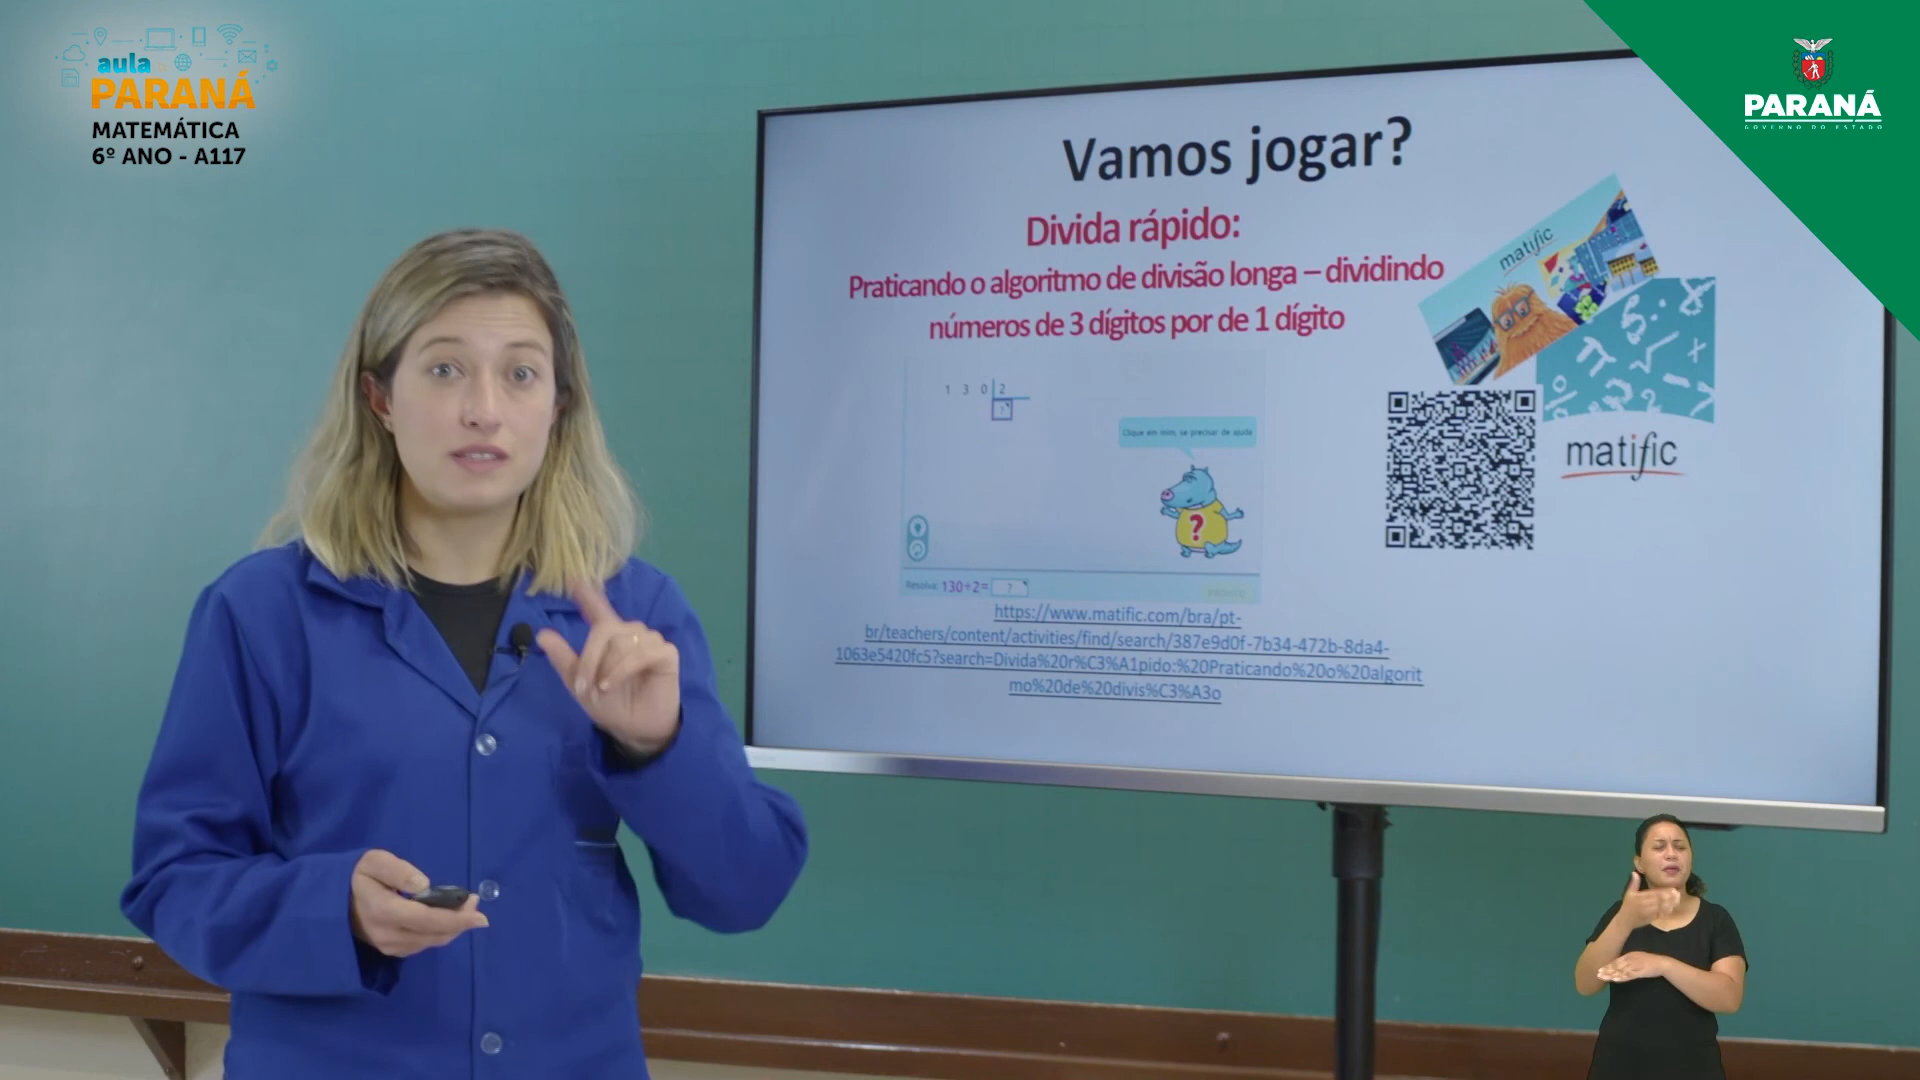 aula
PARANÁ
MATEMÁTICA
6º ANO - A117
PARANÁ
GOVERNO DO ESTADO
Vamos jogar?
Divida rápido:
Praticando o algoritmo de divisão longa – dividindo
números de 3 dígitos por de 1 dígito
matific
1 3 0 2
?
Clique em mim, se precisar de ajuda
?
matific
Resolva: 130÷2= ?
https://www.matific.com/bra/pt-
br/teachers/content/activities/find/search/387e9d0f-7b34-472b-8da4-
1063e5420fc5?search=Divida%20r%C3%A1pido:%20Praticando%20o%20algorit
mo%20de%20divis%C3%A3o